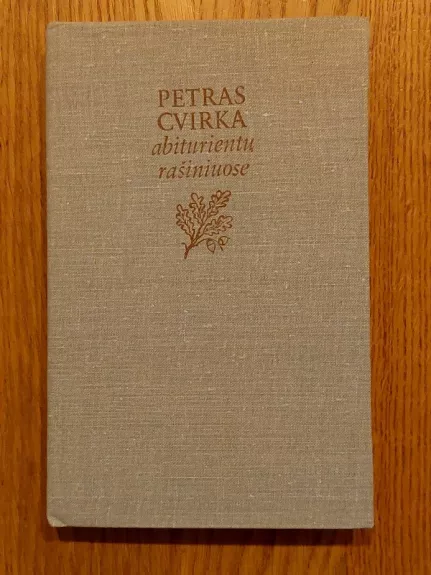 PETRAS
CVIRKA
abiturientų
rašiniuose